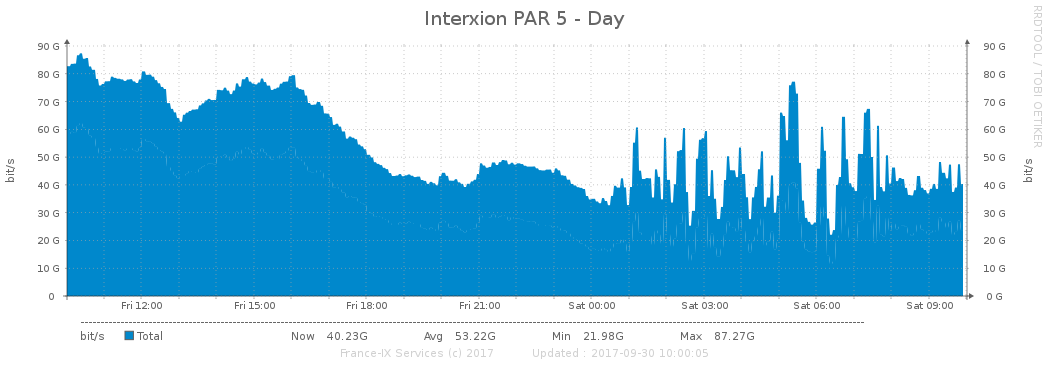 Interxion PAR 5 - Day
RRDTOOL / TOBI OETIKER
bit/s
90 G 90 G
80 G 80 G
70 G 70 G
60 G 60 G
50 G 50 G
40 G 40 G
30 G 30 G
20 G 20 G
10 G 10 G
0 0 G
bit/s
Fri 12:00 Fri 15:00 Fri 18:00 Fri 21:00 Sat 00:00 Sat 03:00 Sat 06:00 Sat 09:00
bit/s Total Now 40.23G Avg 53.22G Min 21.98G Max 87.27G
France-IX Services (c) 2017 Updated : 2017-09-30 10:00:05